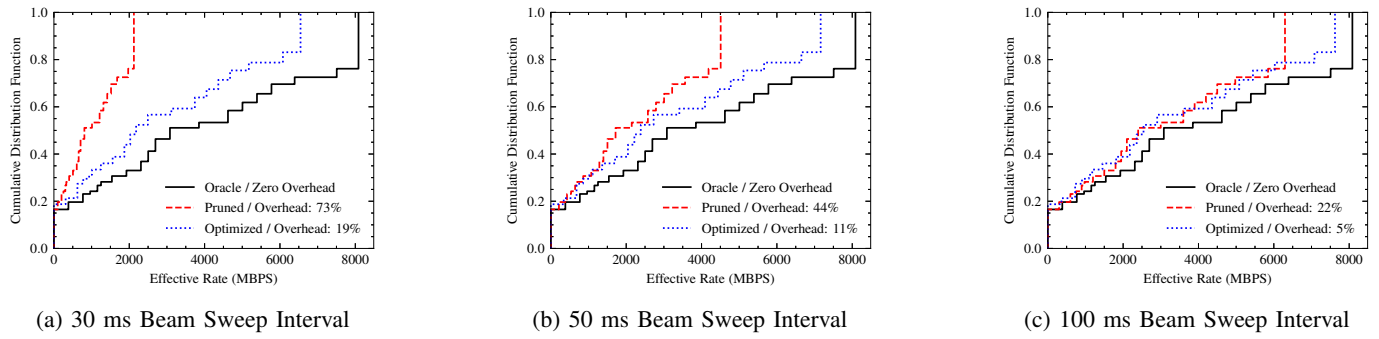 1.0
0.8
0.6
0.4
0.2
0.0
Cumulative Distribution Function
Oracle / Zero Overhead
Pruned / Overhead: 73%
Optimized / Overhead: 19%
0 2000 4000 6000 8000
Effective Rate (MBPS)
(a) 30 ms Beam Sweep Interval
1.0
0.8
0.6
0.4
0.2
0.0
Cumulative Distribution Function
Oracle / Zero Overhead
Pruned / Overhead: 44%
Optimized / Overhead: 11%
0 2000 4000 6000 8000
Effective Rate (MBPS)
(b) 50 ms Beam Sweep Interval
1.0
0.8
0.6
0.4
0.2
0.0
Cumulative Distribution Function
Oracle / Zero Overhead
Pruned / Overhead: 22%
Optimized / Overhead: 5%
0 2000 4000 6000 8000
Effective Rate (MBPS)
(c) 100 ms Beam Sweep Interval